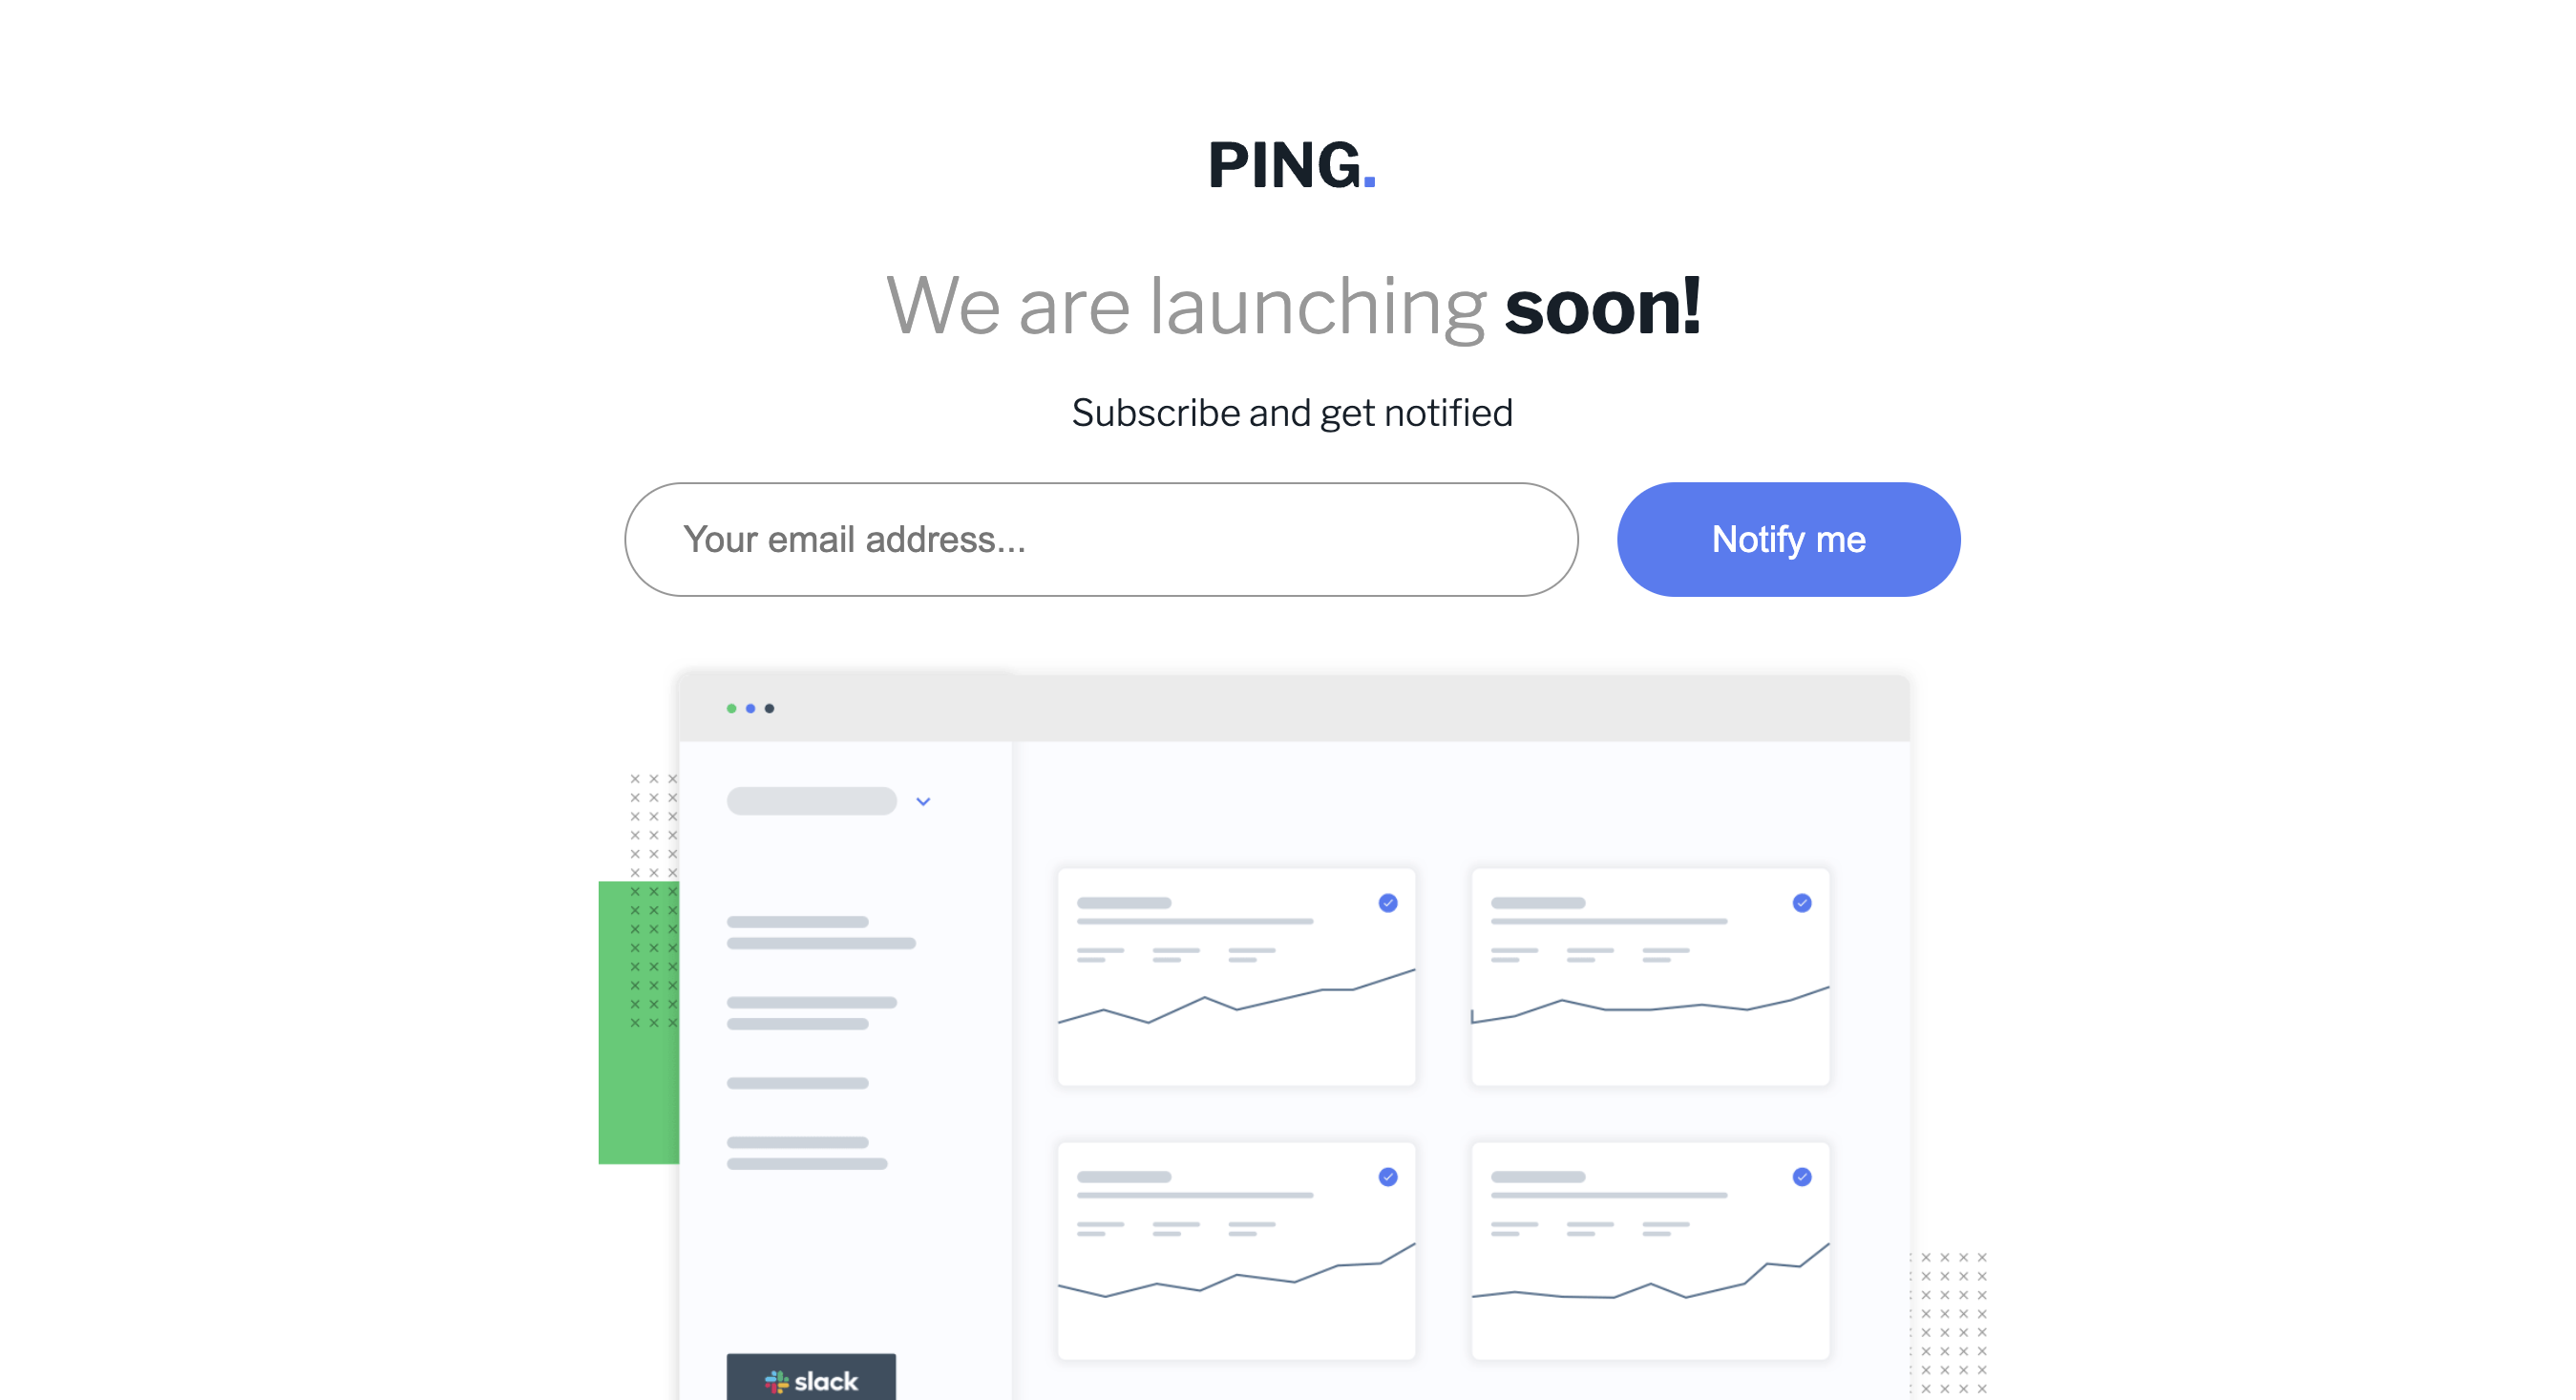 PING.
We are launching soon!
Subscribe and get notified
Your email address...
Notify me
slack